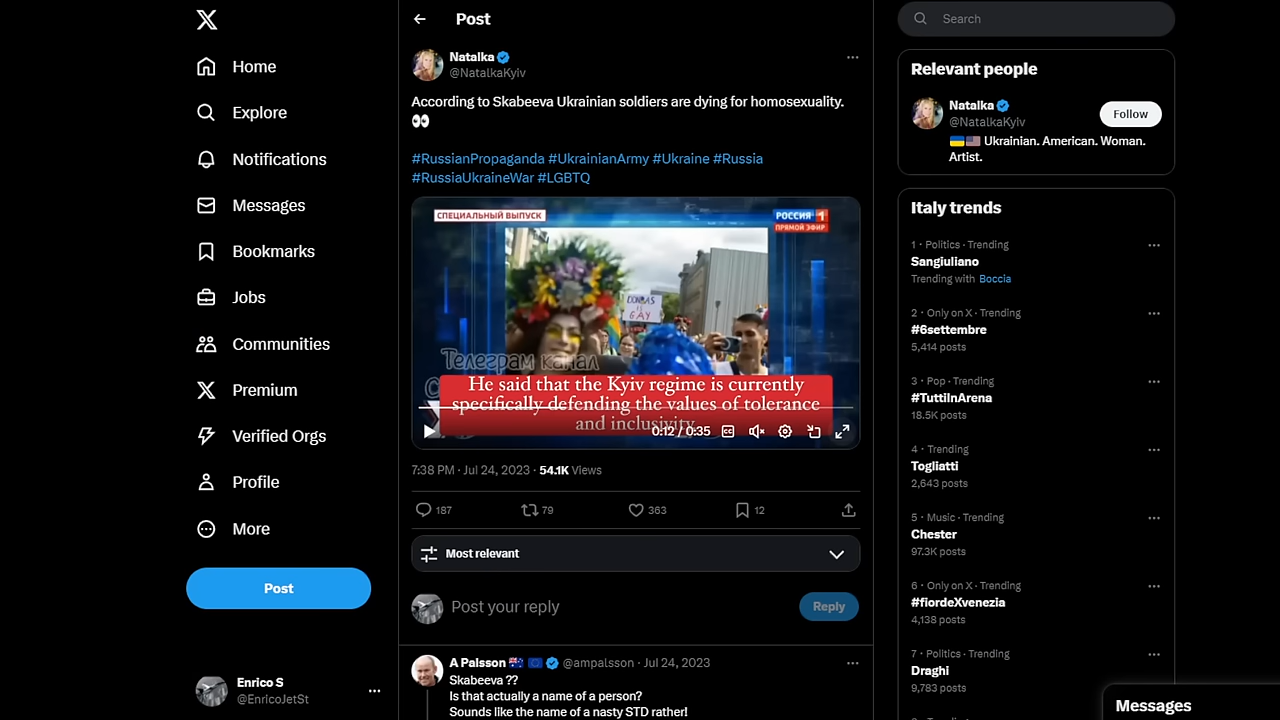 Home
Explore
Notifications
Messages
Bookmarks
Jobs
Communities
Premium
Verified Orgs
Profile
More
Post
Enrico S
@EnricoJetSt
Post
Natalka
@NatalkaKyiv
According to Skabeeva Ukrainian soldiers are dying for homosexuality.
#RussianPropaganda #UkrainianArmy #Ukraine #Russia
#RussiaUkraineWar #LGBTQ
СПЕЦИАЛЬНЫЙ ВЫПУСК
РОССИЯ 1
ПРЯМОЙ ЭФИР
DONBAS
IS
GAY
Телеграм канал
He said that the Kyiv regime is currently
specifically defending the values of tolerance
and inclusivity
0:12 / 0:35
7:38 PM · Jul 24, 2023 · 54.1K Views
187
79
363
12
Most relevant
Post your reply
Reply
A Palsson @ampalsson · Jul 24, 2023
Skabeeva ??
Is that actually a name of a person?
Sounds like the name of a nasty STD rather!
Search
Relevant people
Natalka
@NatalkaKyiv
Follow
Ukrainian. American. Woman.
Artist.
Italy trends
1 · Politics · Trending
Sangiuliano
Trending with Boccia
2 · Only on X · Trending
#6settembre
5,414 posts
3 · Pop · Trending
#TuttiInArena
18.5K posts
4 · Trending
Togliatti
2,643 posts
5 · Music · Trending
Chester
97.3K posts
6 · Only on X · Trending
#fiordeXvenezia
4,138 posts
7 · Politics · Trending
Draghi
9,783 posts
Messages